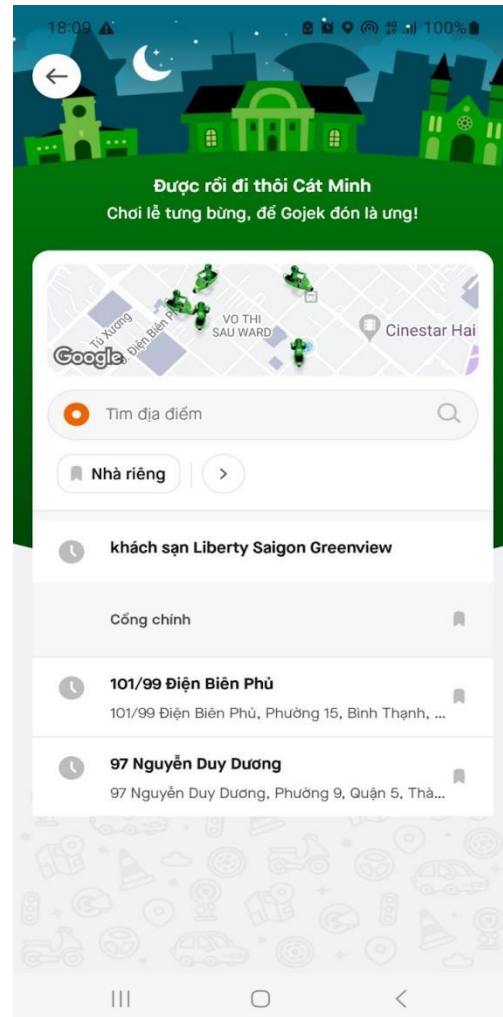 18:09
100%
Được rồi đi thôi Cát Minh
Chơi lễ tưng bừng, để Gojek đón là ưng!
Tú Xương
Điện Biên P
VO THI
SAU WARD
Cinestar Hai
Google
Tìm địa điểm
Nhà riêng
khách sạn Liberty Saigon Greenview
Cổng chính
101/99 Điện Biên Phủ
101/99 Điện Biên Phủ, Phường 15, Bình Thạnh, ...
97 Nguyễn Duy Dương
97 Nguyễn Duy Dương, Phường 9, Quận 5, Thà...